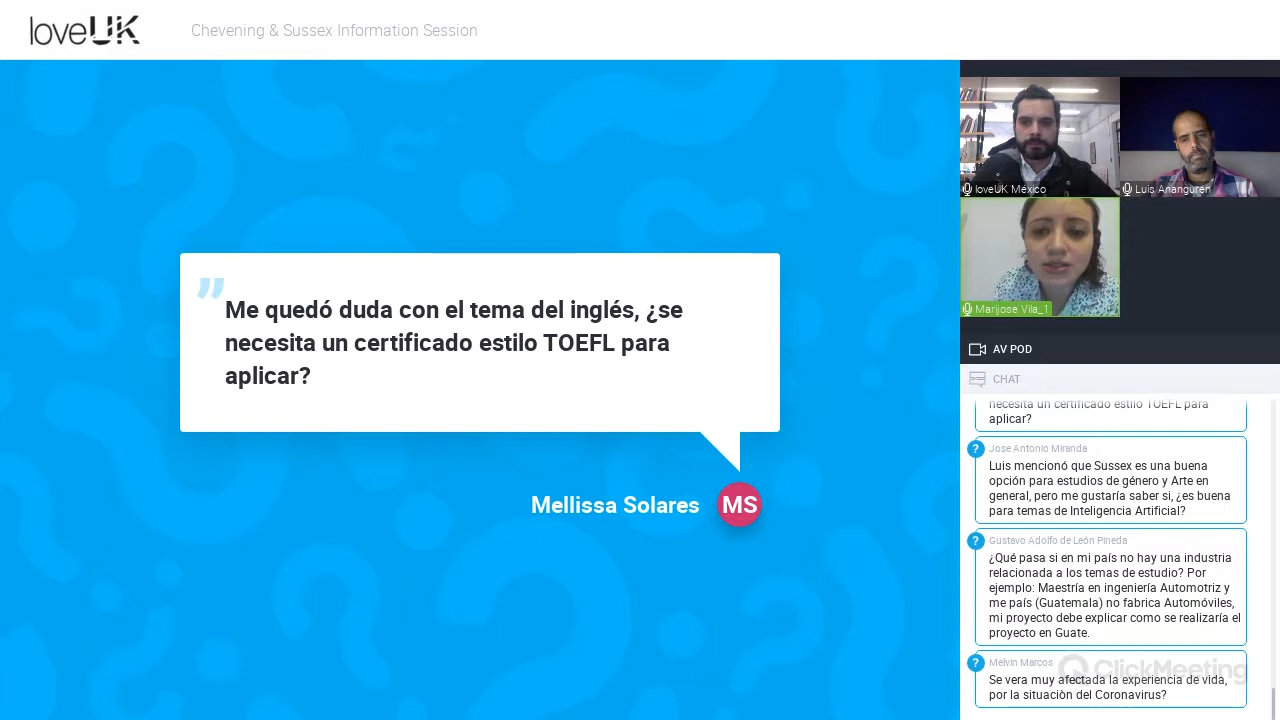 loveUK
Chevening & Sussex Information Session
Me quedó duda con el tema del inglés, ¿se
necesita un certificado estilo TOEFL para
aplicar?
Mellissa Solares
MS
loveUK México
Luis Ananguren
Marijose Vila_1
AV POD
CHAT
necesita un certificado estilo TOEFL para
aplicar?
?
Jose Antonio Miranda
Luis mencionó que Sussex es una buena
opción para estudios de género y Arte en
general, pero me gustaría saber si, ¿es buena
para temas de Inteligencia Artificial?
?
Gustavo Adolfo de León Pineda
¿Qué pasa si en mi país no hay una industria
relacionada a los temas de estudio? Por
ejemplo: Maestría en ingeniería Automotriz y
me país (Guatemala) no fabrica Automóviles,
mi proyecto debe explicar como se realizaría el
proyecto en Guate.
?
Melvin Marcos
ClickMeeting
Se vera muy afectada la experiencia de vida,
por la situaciòn del Coronavirus?